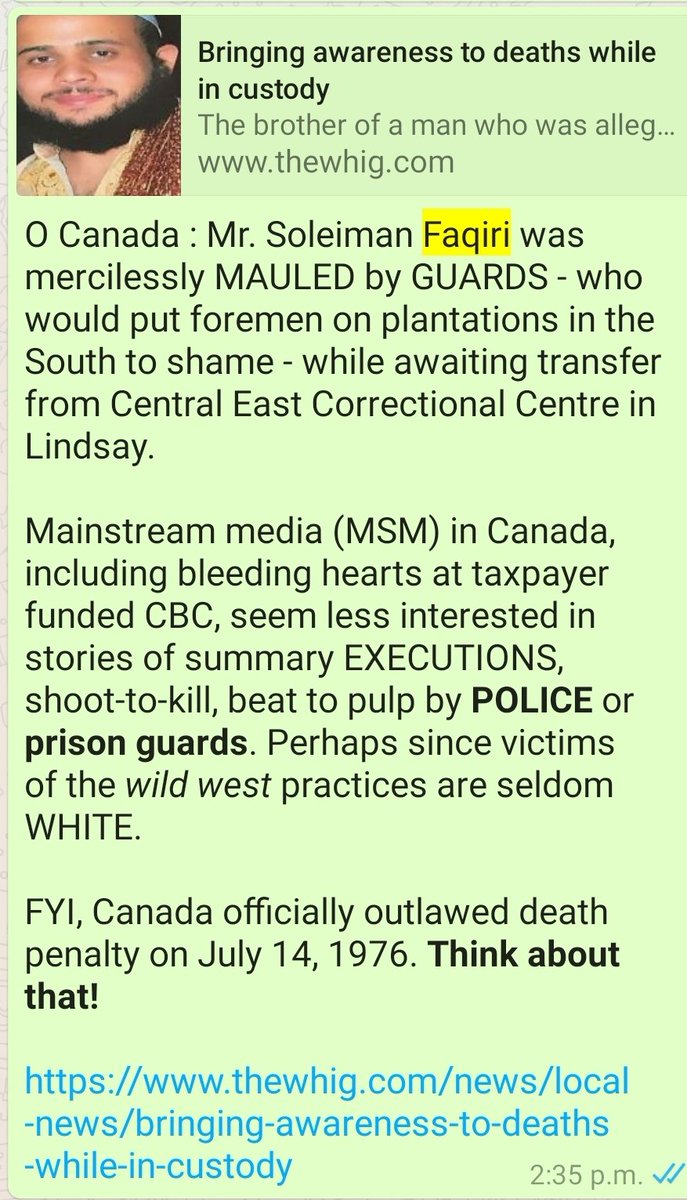 Bringing awareness to deaths while
in custody
The brother of a man who was alleg...
www.thewhig.com
O Canada : Mr. Soleiman Faqiri was
mercilessly MAULED by GUARDS - who
would put foremen on plantations in the
South to shame - while awaiting transfer
from Central East Correctional Centre in
Lindsay.
Mainstream media (MSM) in Canada,
including bleeding hearts at taxpayer
funded CBC, seem less interested in
stories of summary EXECUTIONS,
shoot-to-kill, beat to pulp by POLICE or
prison guards. Perhaps since victims
of the wild west practices are seldom
WHITE.
FYI, Canada officially outlawed death
penalty on July 14, 1976. Think about
that!
https://www.thewhig.com/news/local
-news/bringing-awareness-to-deaths
-while-in-custody
2:35 p.m.